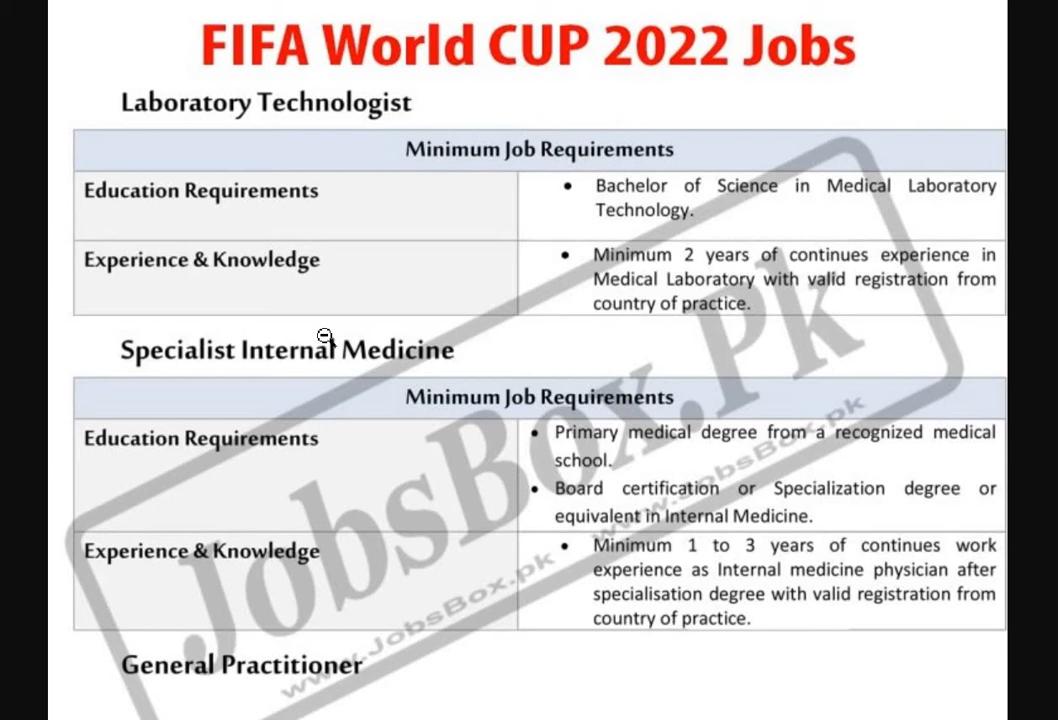 FIFA World CUP 2022 Jobs
Laboratory Technologist
Minimum Job Requirements
Education Requirements
• Bachelor of Science in Medical Laboratory
Technology.
Experience & Knowledge
• Minimum 2 years of continues experience in
Medical Laboratory with valid registration from
country of practice.
Specialist Internal Medicine
Minimum Job Requirements
Education Requirements
• Primary medical degree from a recognized medical
school.
• Board certification or Specialization degree or
equivalent in Internal Medicine.
Experience & Knowledge
• Minimum 1 to 3 years of continues work
experience as Internal medicine physician after
specialisation degree with valid registration from
country of practice.
General Practitioner
JobsBox.Pk
www.JobsBox.pk
www.JobsBox.pk